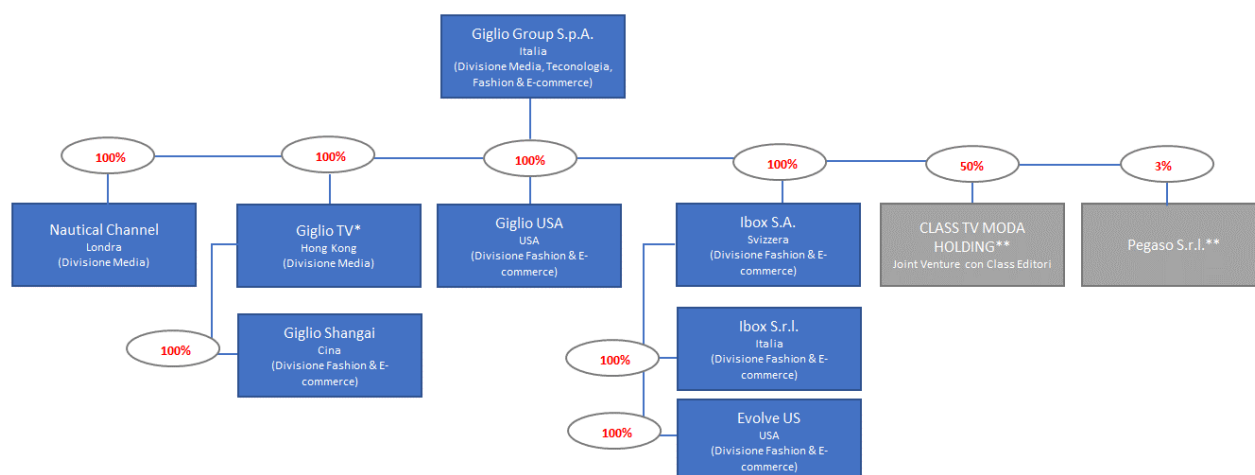 Giglio Group S.p.A.
Italia
(Divisione Media, Teconologia,
Fashion & E-commerce)
100%
100%
100%
100%
50%
3%
Nautical Channel
Londra
(Divisione Media)
Giglio TV*
Hong Kong
(Divisione Media)
Giglio USA
USA
(Divisione Fashion & E-
commerce)
Ibox S.A.
Svizzera
(Divisione Fashion & E-
commerce)
CLASS TV MODA
HOLDING**
Joint Venture con Class Editori
Pegaso S.r.l.**
100%
Giglio Shangai
Cina
(Divisione Fashion & E-
commerce)
100%
Ibox S.r.l.
Italia
(Divisione Fashion & E-
commerce)
100%
Evolve US
USA
(Divisione Fashion & E-
commerce)